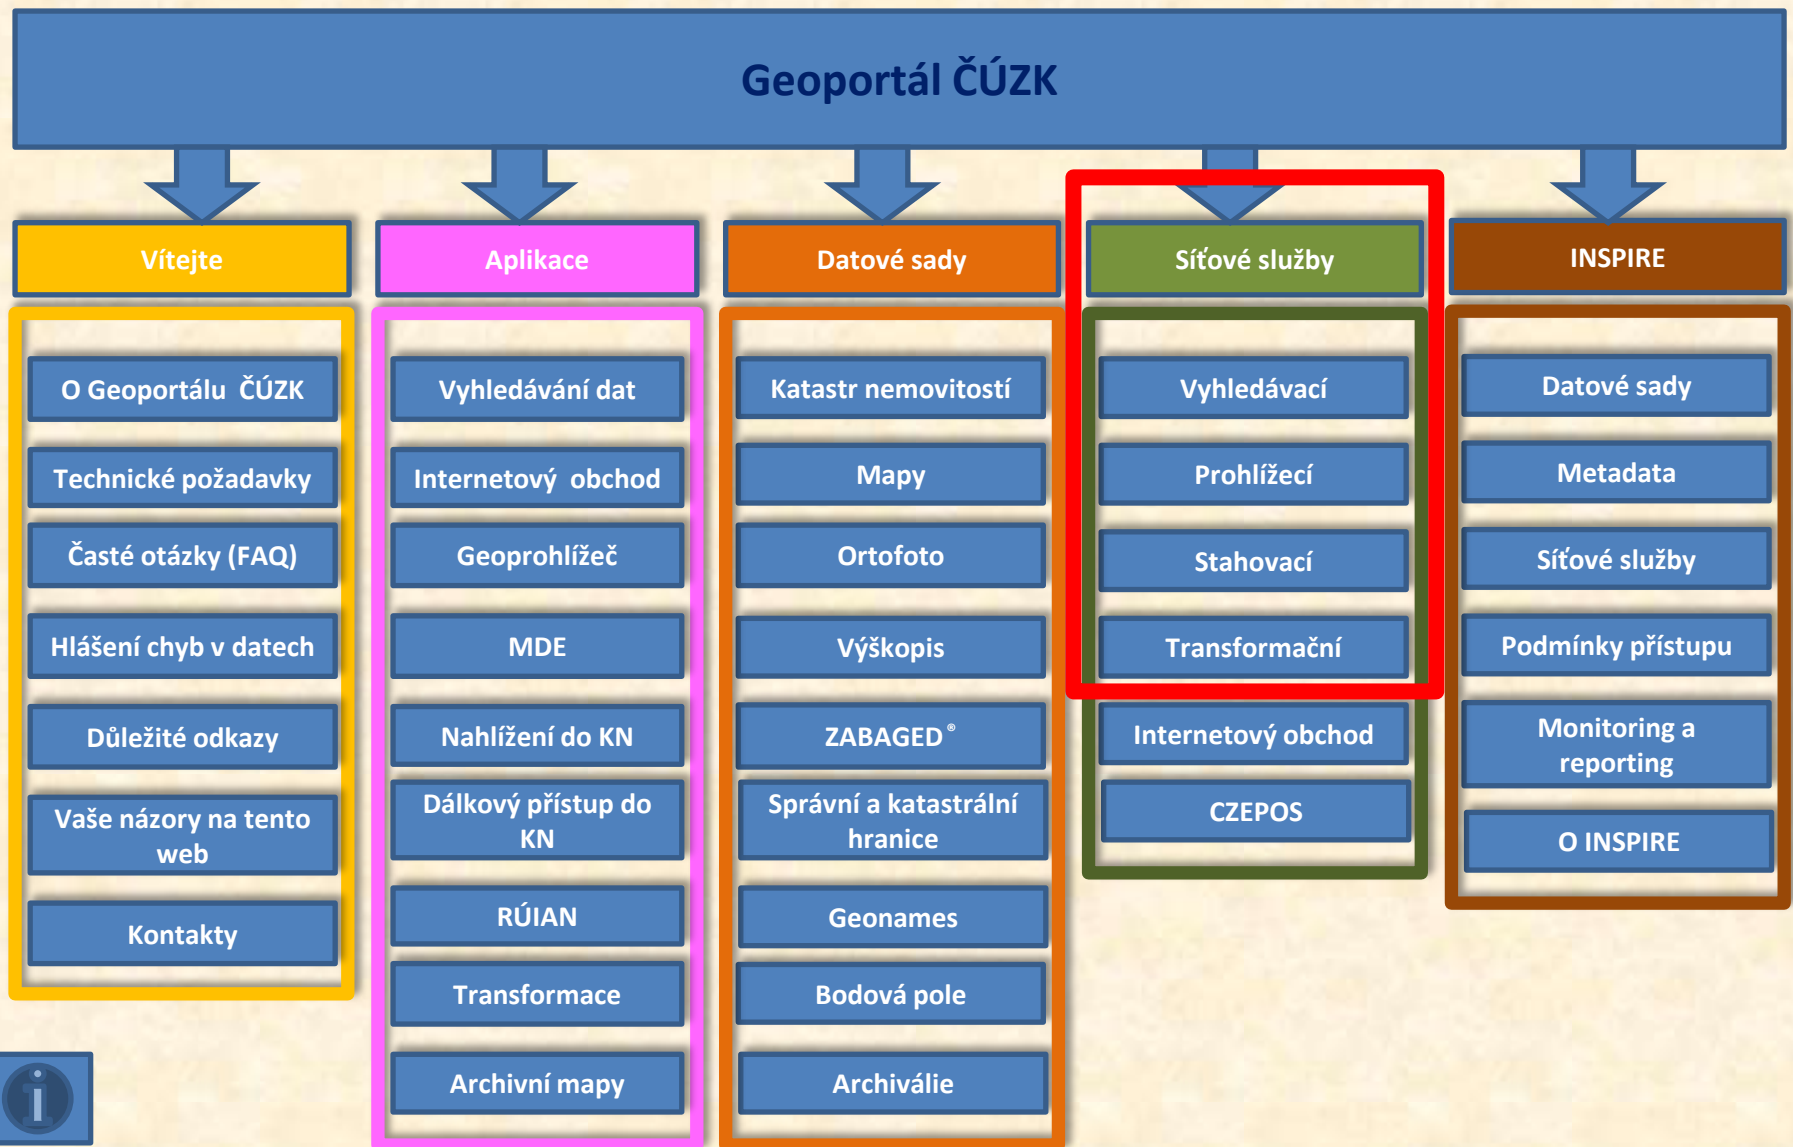 Geoportál ČÚZK
Vítejte
O Geoportálu ČÚZK
Technické požadavky
Časté otázky (FAQ)
Hlášení chyb v datech
Důležité odkazy
Vaše názory na tento
web
Kontakty
Aplikace
Vyhledávání dat
Internetový obchod
Geoprohlížeč
MDE
Nahlížení do KN
Dálkový přístup do
KN
RÚIAN
Transformace
Archivní mapy
Datové sady
Katastr nemovitostí
Mapy
Ortofoto
Výškopis
ZABAGED®
Správní a katastrální
hranice
Geonames
Bodová pole
Archiválie
Síťové služby
Vyhledávací
Prohlížecí
Stahovací
Transformační
Internetový obchod
CZEPOS
INSPIRE
Datové sady
Metadata
Síťové služby
Podmínky přístupu
Monitoring a
reporting
O INSPIRE